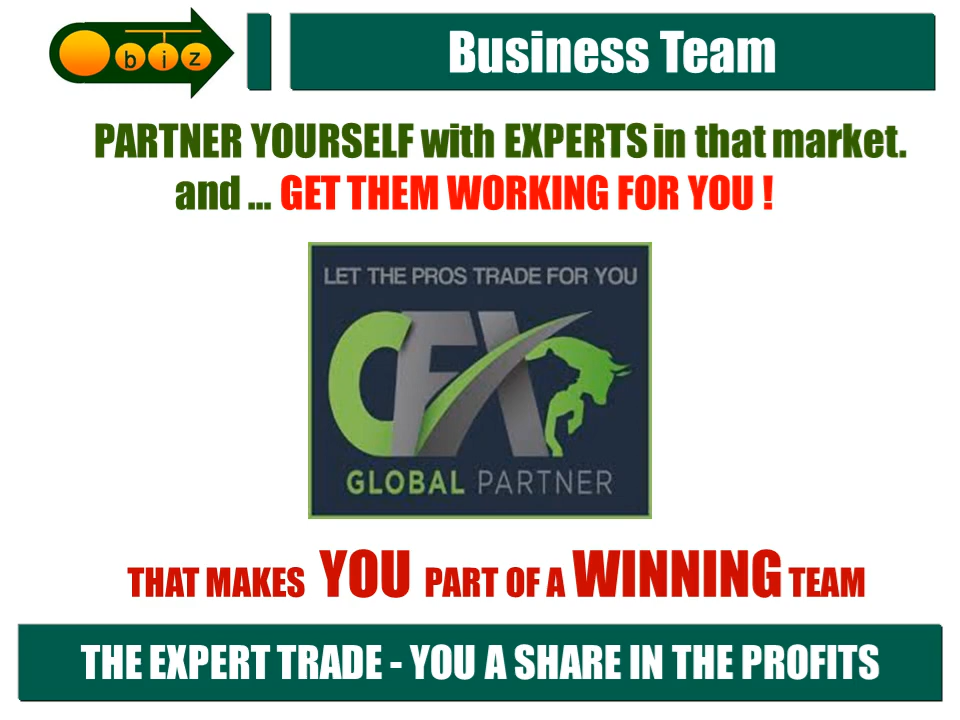 biz
Business Team
PARTNER YOURSELF with EXPERTS in that market.
and ... GET THEM WORKING FOR YOU !
LET THE PROS TRADE FOR YOU
CFX
GLOBAL PARTNER
THAT MAKES YOU PART OF A WINNING TEAM
THE EXPERT TRADE - YOU A SHARE IN THE PROFITS